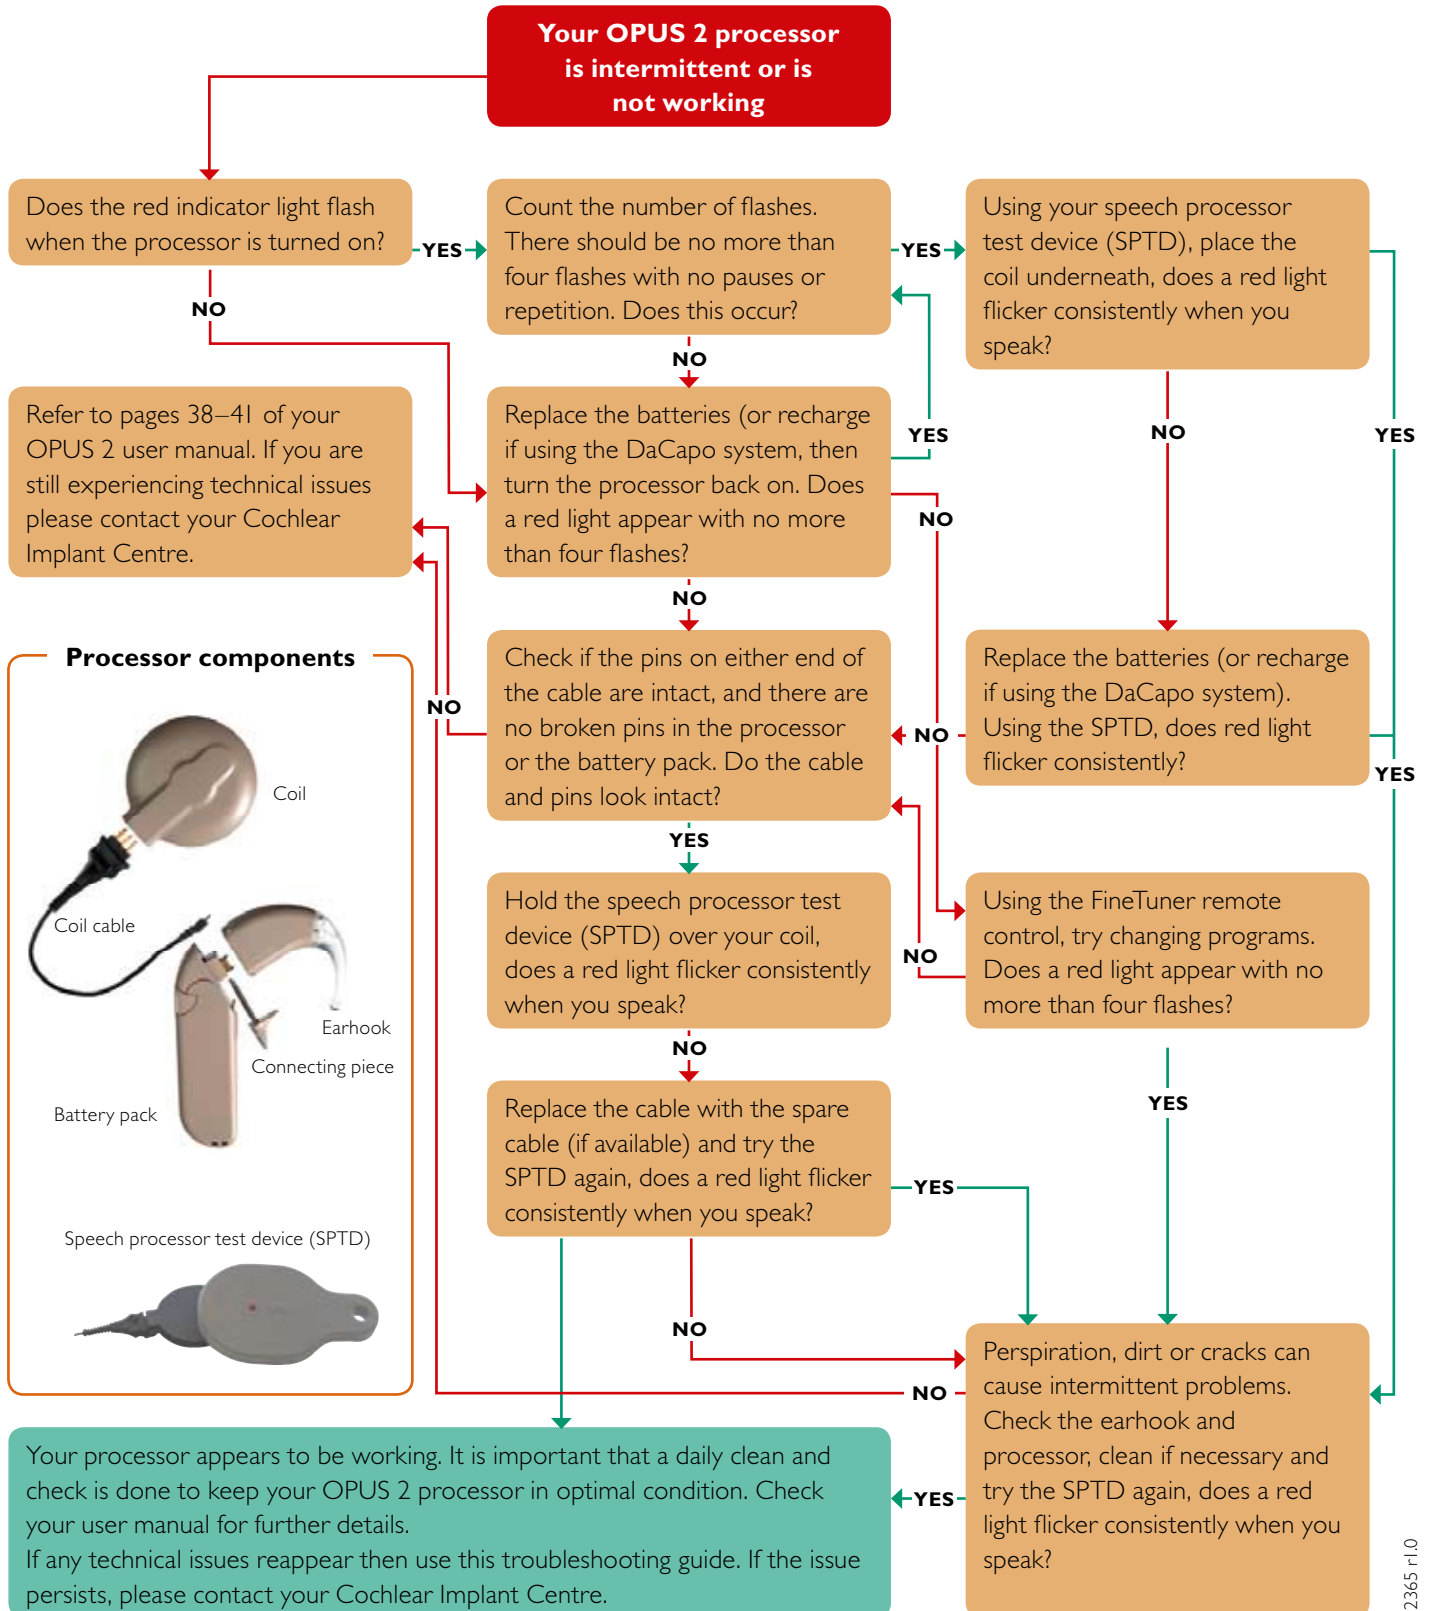 Your OPUS 2 processor
is intermittent or is
not working
Does the red indicator light flash
when the processor is turned on?
YES
Count the number of flashes.
There should be no more than
four flashes with no pauses or
repetition. Does this occur?
YES
Using your speech processor
test device (SPTD), place the
coil underneath, does a red light
flicker consistently when you
speak?
NO
NO
Refer to pages 38–41 of your
OPUS 2 user manual. If you are
still experiencing technical issues
please contact your Cochlear
Implant Centre.
Replace the batteries (or recharge
if using the DaCapo system, then
turn the processor back on. Does
a red light appear with no more
than four flashes?
YES
NO
YES
NO
NO
Processor components
Coil
Coil cable
Earhook
Connecting piece
Battery pack
Speech processor test device (SPTD)
NO
Check if the pins on either end of
the cable are intact, and there are
no broken pins in the processor
or the battery pack. Do the cable
and pins look intact?
NO
Replace the batteries (or recharge
if using the DaCapo system).
Using the SPTD, does red light
flicker consistently?
YES
YES
Hold the speech processor test
device (SPTD) over your coil,
does a red light flicker consistently
when you speak?
NO
Using the FineTuner remote
control, try changing programs.
Does a red light appear with no
more than four flashes?
NO
YES
Replace the cable with the spare
cable (if available) and try the
SPTD again, does a red light flicker
consistently when you speak?
YES
NO
NO
Perspiration, dirt or cracks can
cause intermittent problems.
Check the earhook and
processor, clean if necessary and
try the SPTD again, does a red
light flicker consistently when you
speak?
YES
Your processor appears to be working. It is important that a daily clean and
check is done to keep your OPUS 2 processor in optimal condition. Check
your user manual for further details.
If any technical issues reappear then use this troubleshooting guide. If the issue
persists, please contact your Cochlear Implant Centre.
2365 r1.0